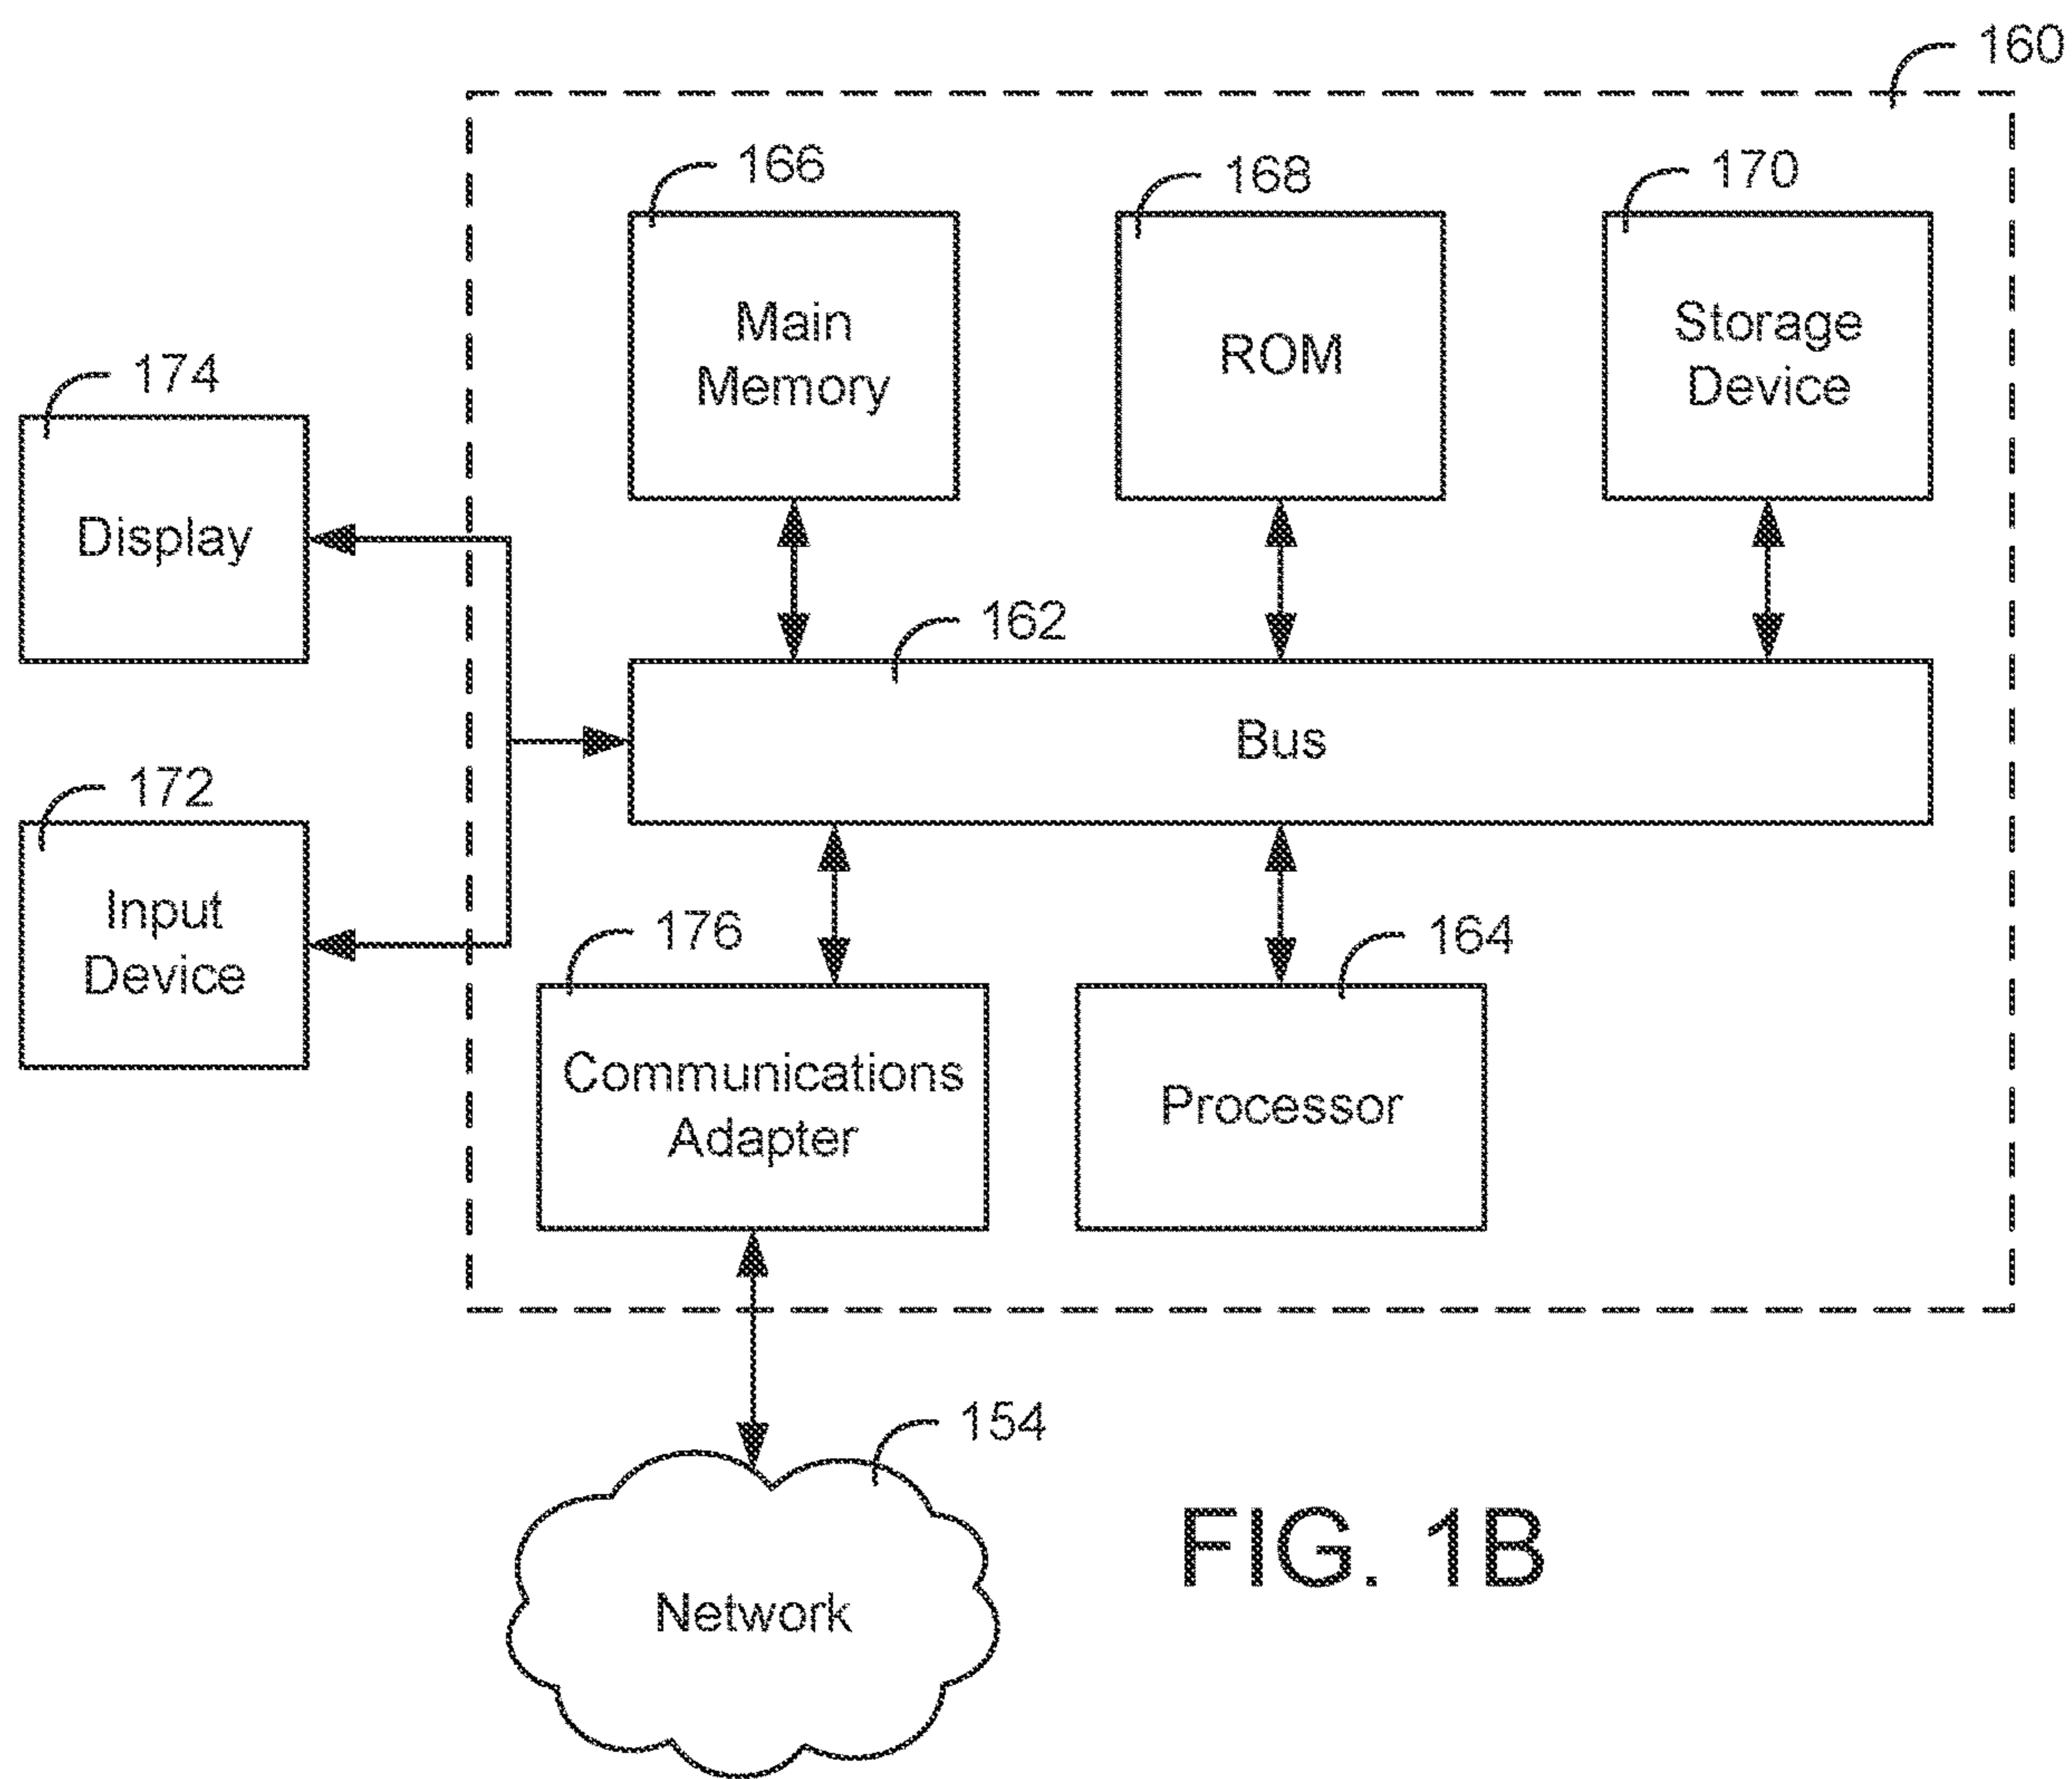 160
166
168
170
Main
Memory
ROM
Storage
Device
174
Display
162
Bus
172
Input
Device
176
164
Communications
Adapter
Processor
154
Network
FIG. 1B